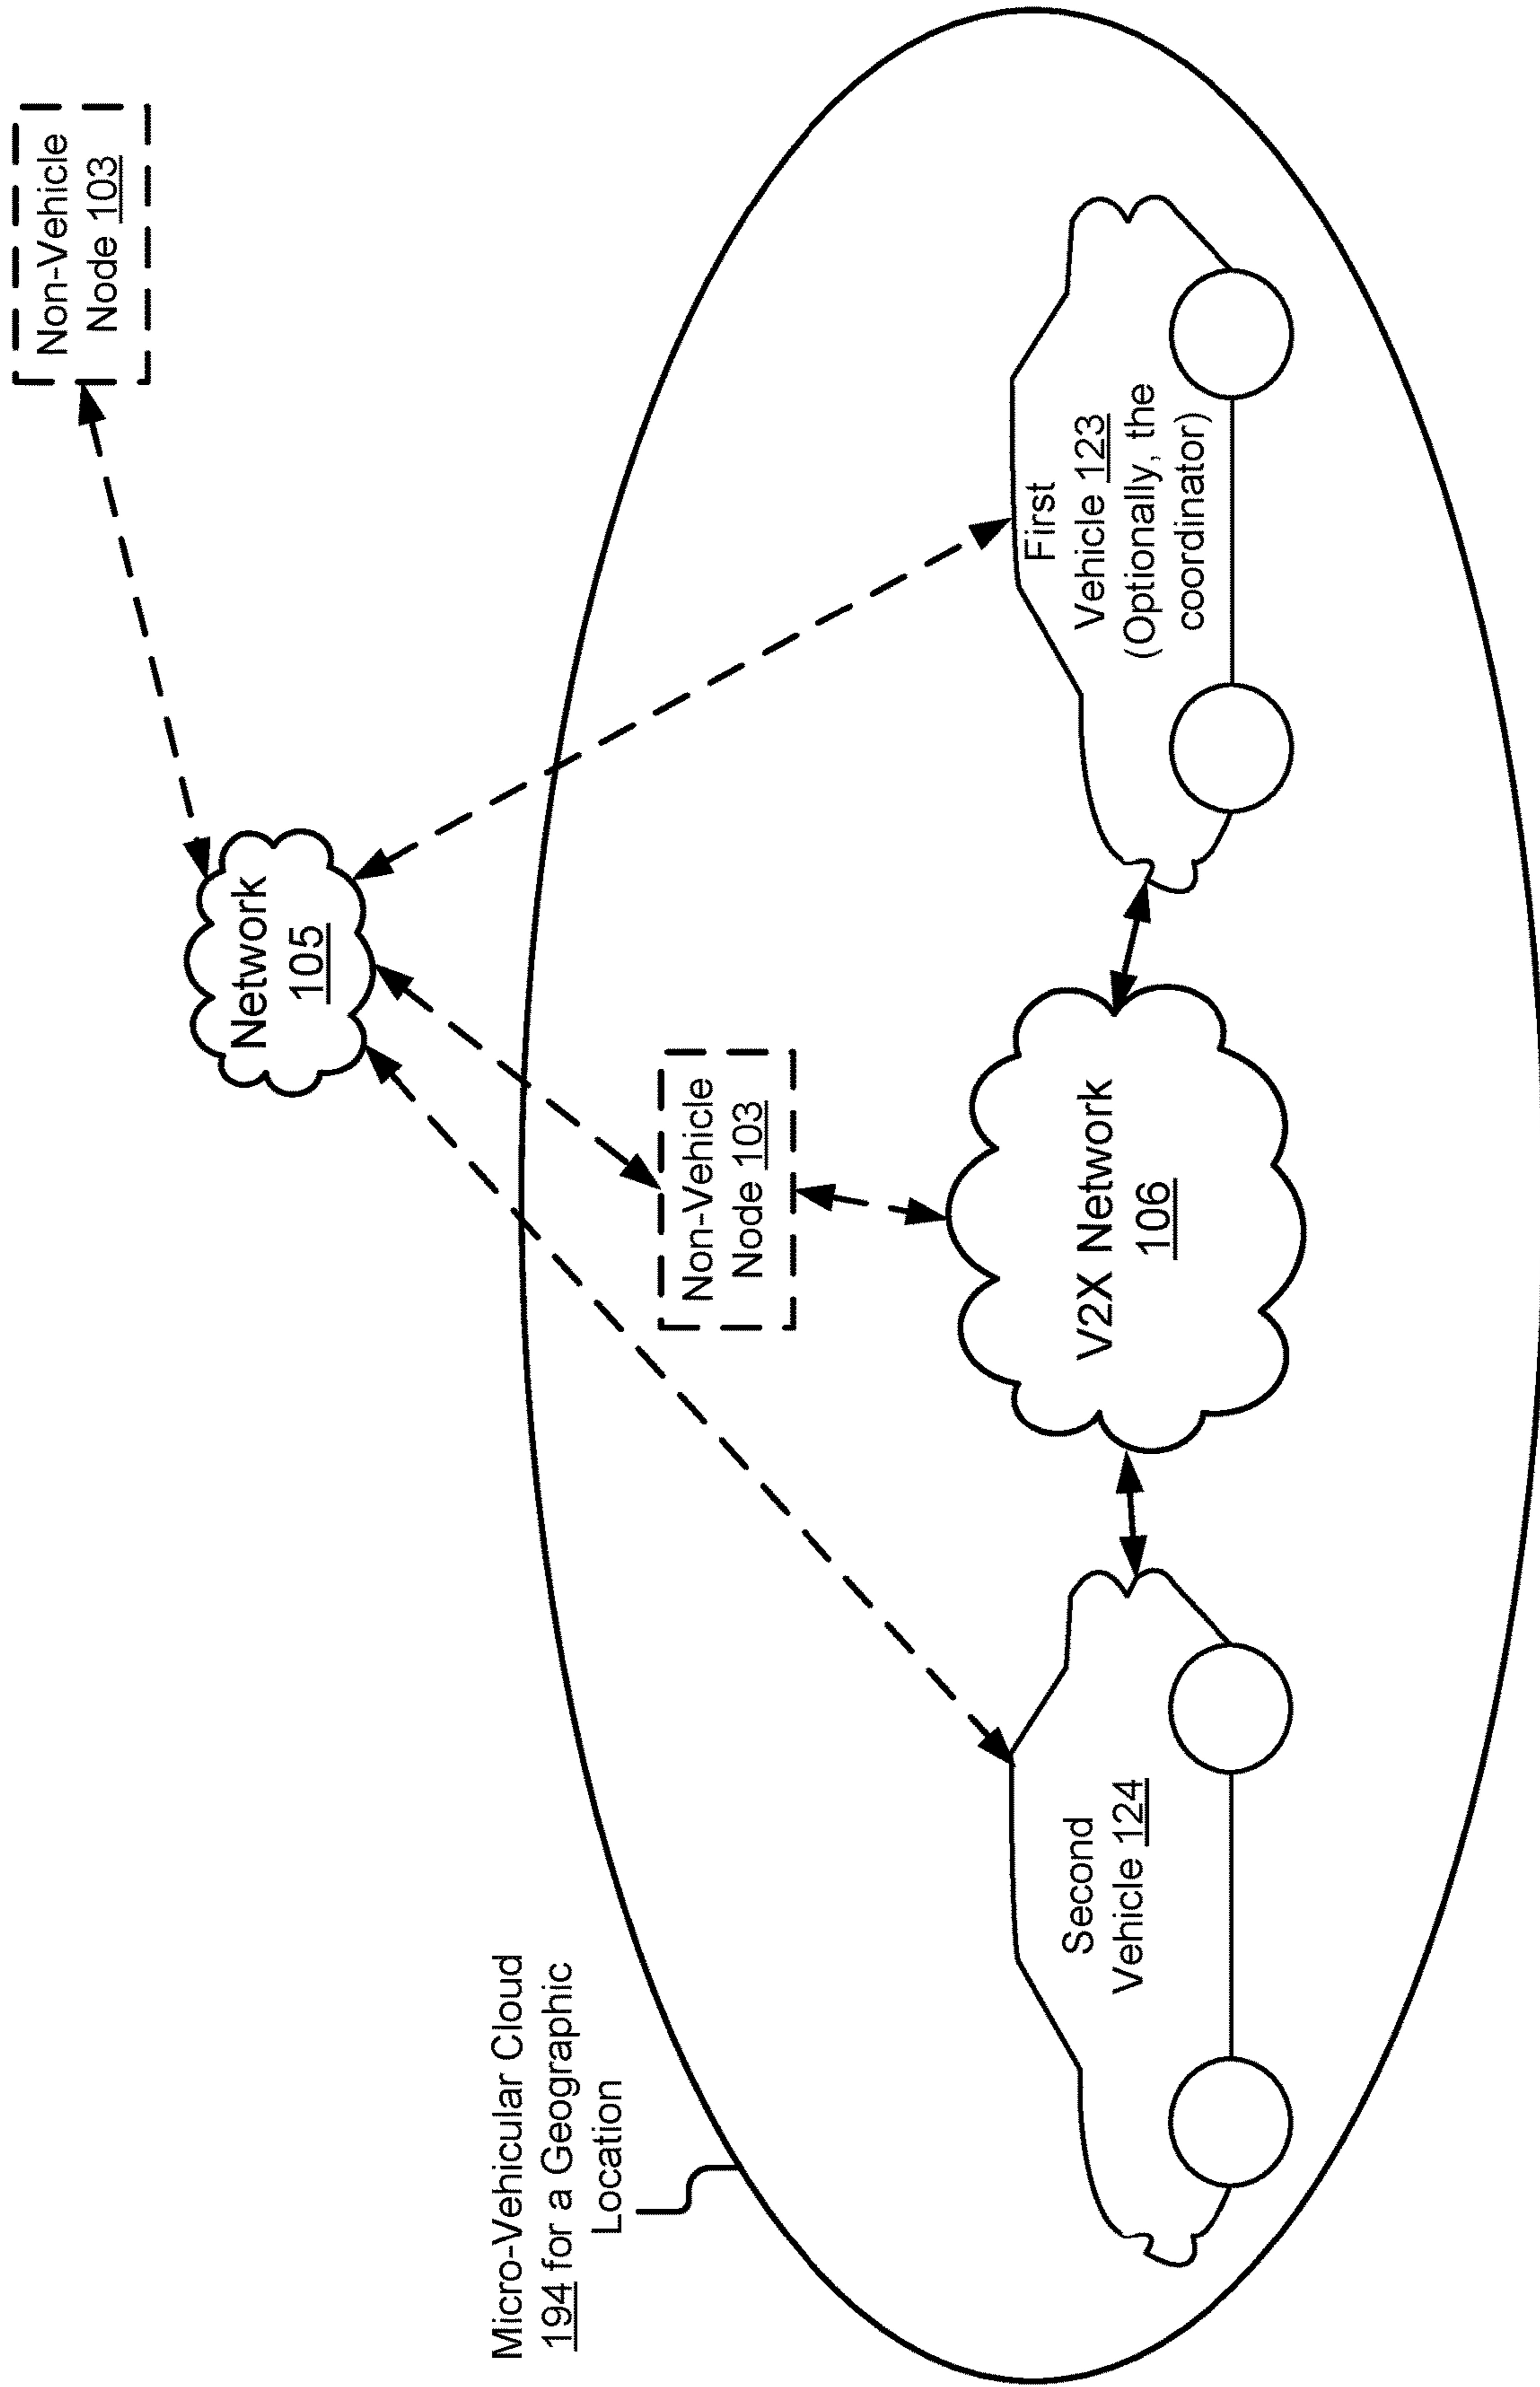 Non-Vehicle
Node 103
Network
105
Micro-Vehicular Cloud
194 for a Geographic
Location
Non-Vehicle
Node 103
Second
Vehicle 124
V2X Network
106
First
Vehicle 123
(Optionally, the
coordinator)